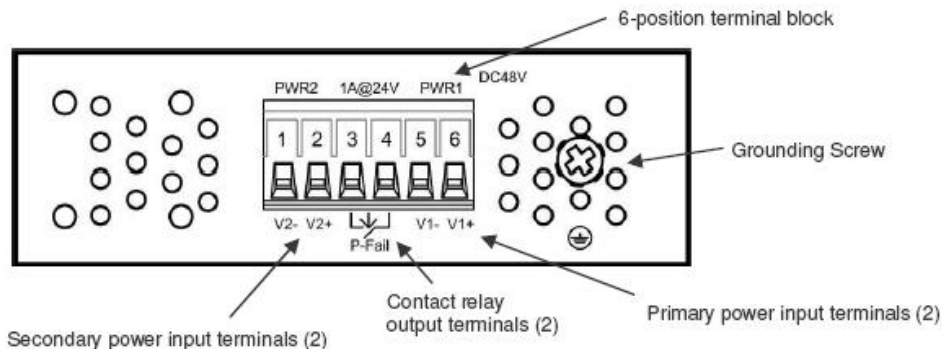 6-position terminal block
DC48V
PWR2 1A@24V PWR1
1 2 3 4 5 6
Grounding Screw
V2- V2+ V1- V1+
P-Fail
Contact relay
output terminals (2)
Primary power input terminals (2)
Secondary power input terminals (2)